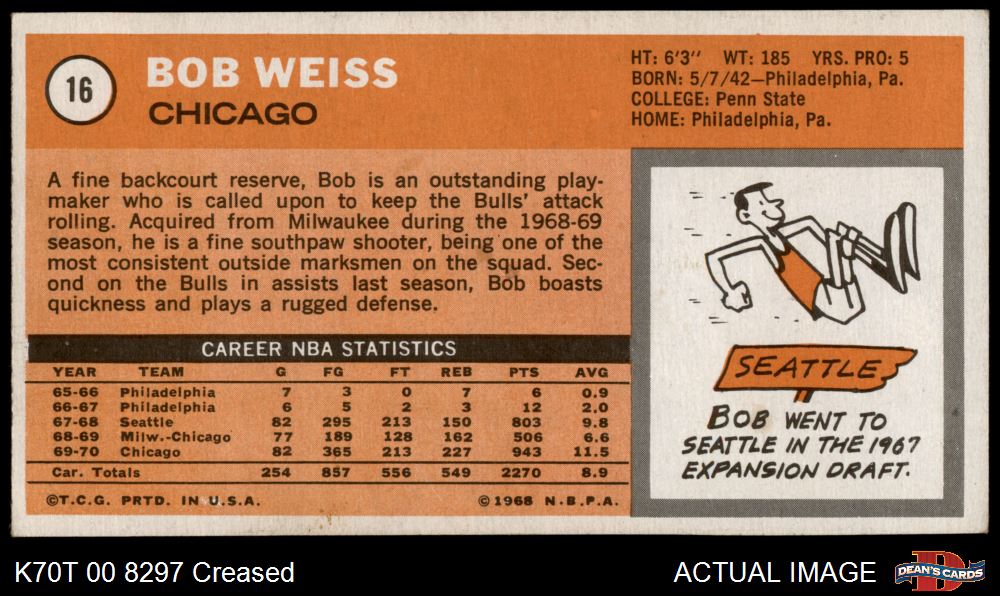 16
BOB WEISS
CHICAGO
HT: 6'3'' WT: 185 YRS. PRO: 5
BORN: 5/7/42—Philadelphia, Pa.
COLLEGE: Penn State
HOME: Philadelphia, Pa.
A fine backcourt reserve, Bob is an outstanding play-
maker who is called upon to keep the Bulls' attack
rolling. Acquired from Milwaukee during the 1968-69
season, he is a fine southpaw shooter, being one of the
most consistent outside marksmen on the squad. Sec-
ond on the Bulls in assists last season, Bob boasts
quickness and plays a rugged defense.
CAREER NBA STATISTICS
YEAR TEAM G FG FT REB PTS AVG
65-66 Philadelphia 7 3 0 7 6 0.9
66-67 Philadelphia 6 5 2 3 12 2.0
67-68 Seattle 82 295 213 150 803 9.8
68-69 Milw.-Chicago 77 189 128 162 506 6.6
69-70 Chicago 82 365 213 227 943 11.5
Car. Totals 254 857 556 549 2270 8.9
©T.C.G. PRTD. IN U.S.A. ©1968 N.B.P.A.
SEATTLE
BOB WENT TO
SEATTLE IN THE 1967
EXPANSION DRAFT.
K70T 00 8297 Creased
ACTUAL IMAGE
D
DEAN'S CARDS